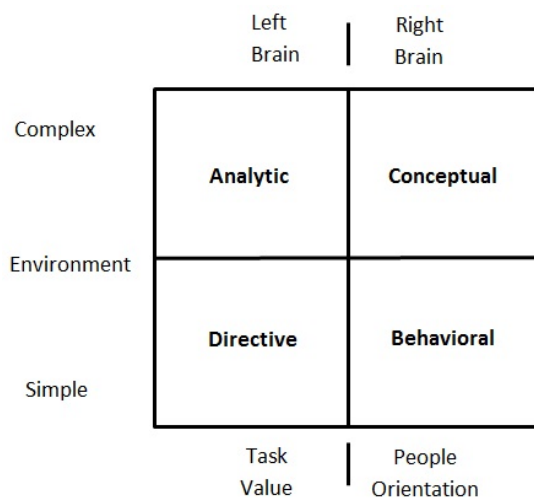 Left Right
Brain Brain
Complex
Analytic Conceptual
Environment
Directive Behavioral
Simple
Task People
Value Orientation